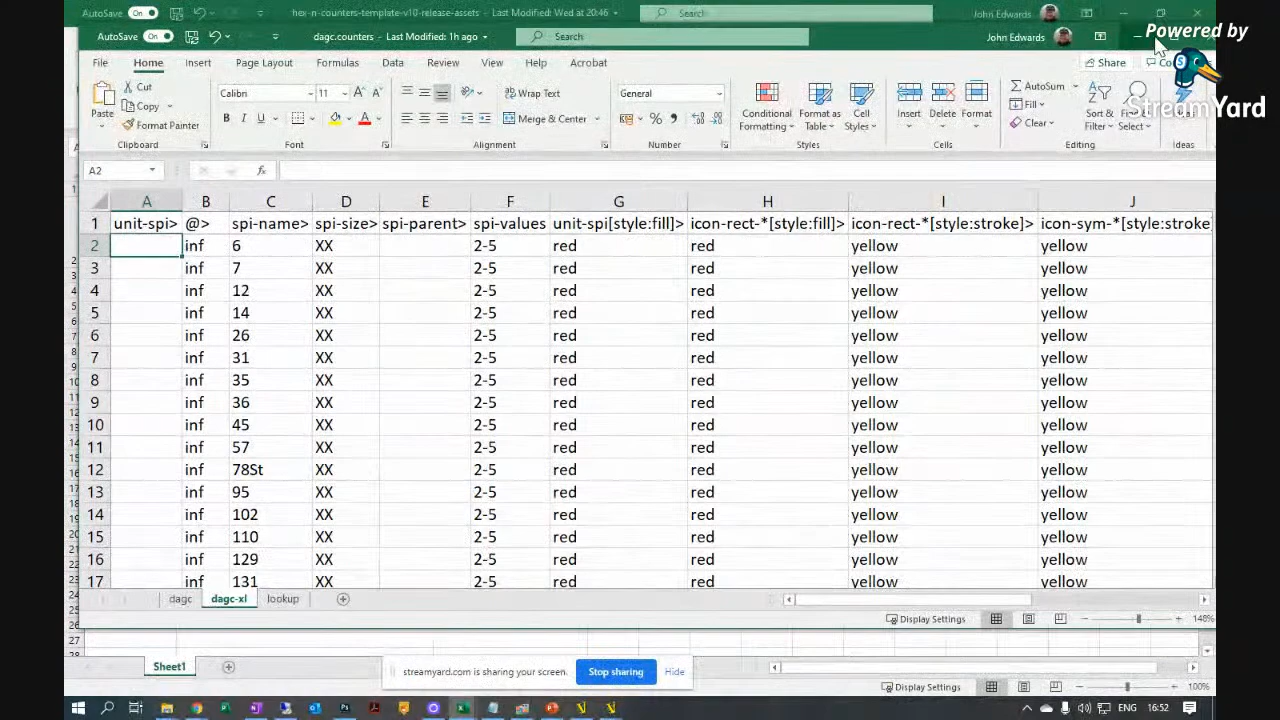 AutoSave On hex-n-counters-template-v10-release-assets - Last Modified: Wed at 20:46 Search John Edwards
AutoSave On dagc.counters - Last Modified: 1h ago Search John Edwards
Powered by
StreamYard
File Home Insert Page Layout Formulas Data Review View Help Acrobat Share
Paste Cut Copy Format Painter Clipboard
Calibri 11 A A B I U A Font
Wrap Text Merge & Center Alignment
General % Number
Conditional Formatting Format as Table Cell Styles Styles
Insert Delete Format Cells
AutoSum Fill Clear Sort & Filter Select Editing
Ideas
A2 fx
A B C D E F G H I J
1 unit-spi> @> spi-name> spi-size> spi-parent> spi-values unit-spi[style:fill]> icon-rect-*[style:fill]> icon-rect-*[style:stroke]> icon-sym-*[style:stroke]
2 inf 6 XX 2-5 red red yellow yellow
3 inf 7 XX 2-5 red red yellow yellow
4 inf 12 XX 2-5 red red yellow yellow
5 inf 14 XX 2-5 red red yellow yellow
6 inf 26 XX 2-5 red red yellow yellow
7 inf 31 XX 2-5 red red yellow yellow
8 inf 35 XX 2-5 red red yellow yellow
9 inf 36 XX 2-5 red red yellow yellow
10 inf 45 XX 2-5 red red yellow yellow
11 inf 57 XX 2-5 red red yellow yellow
12 inf 78St XX 2-5 red red yellow yellow
13 inf 95 XX 2-5 red red yellow yellow
14 inf 102 XX 2-5 red red yellow yellow
15 inf 110 XX 2-5 red red yellow yellow
16 inf 129 XX 2-5 red red yellow yellow
17 inf 131 XX 2-5 red red yellow yellow
dagc dagc-xl lookup
Display Settings 148%
27
28
Sheet1
streamyard.com is sharing your screen. Stop sharing Hide
Display Settings 100%
ENG 16:52